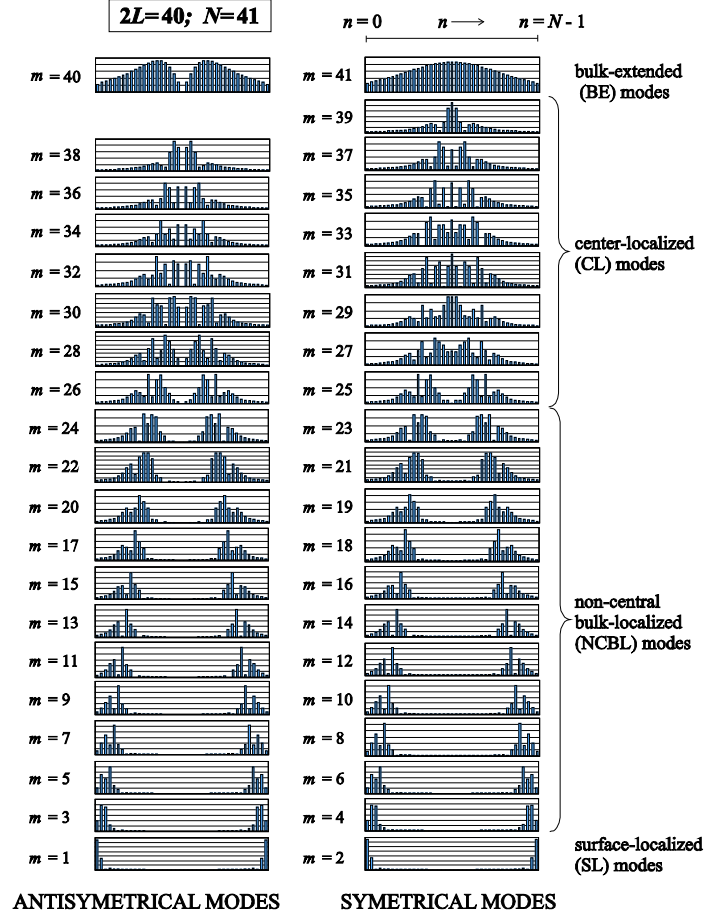 2L=40; N=41
n = 0 n → n = N - 1
m = 40
m = 41
bulk-extended
(BE) modes
m = 39
m = 38
m = 37
m = 36
m = 35
m = 34
m = 33
center-localized
(CL) modes
m = 32
m = 31
m = 30
m = 29
m = 28
m = 27
m = 26
m = 25
m = 24
m = 23
m = 22
m = 21
m = 20
m = 19
m = 17
m = 18
m = 15
m = 16
non-central
bulk-localized
(NCBL) modes
m = 13
m = 14
m = 11
m = 12
m = 9
m = 10
m = 7
m = 8
m = 5
m = 6
m = 3
m = 4
m = 1
m = 2
surface-localized
(SL) modes
ANTISYMETRICAL MODES
SYMETRICAL MODES